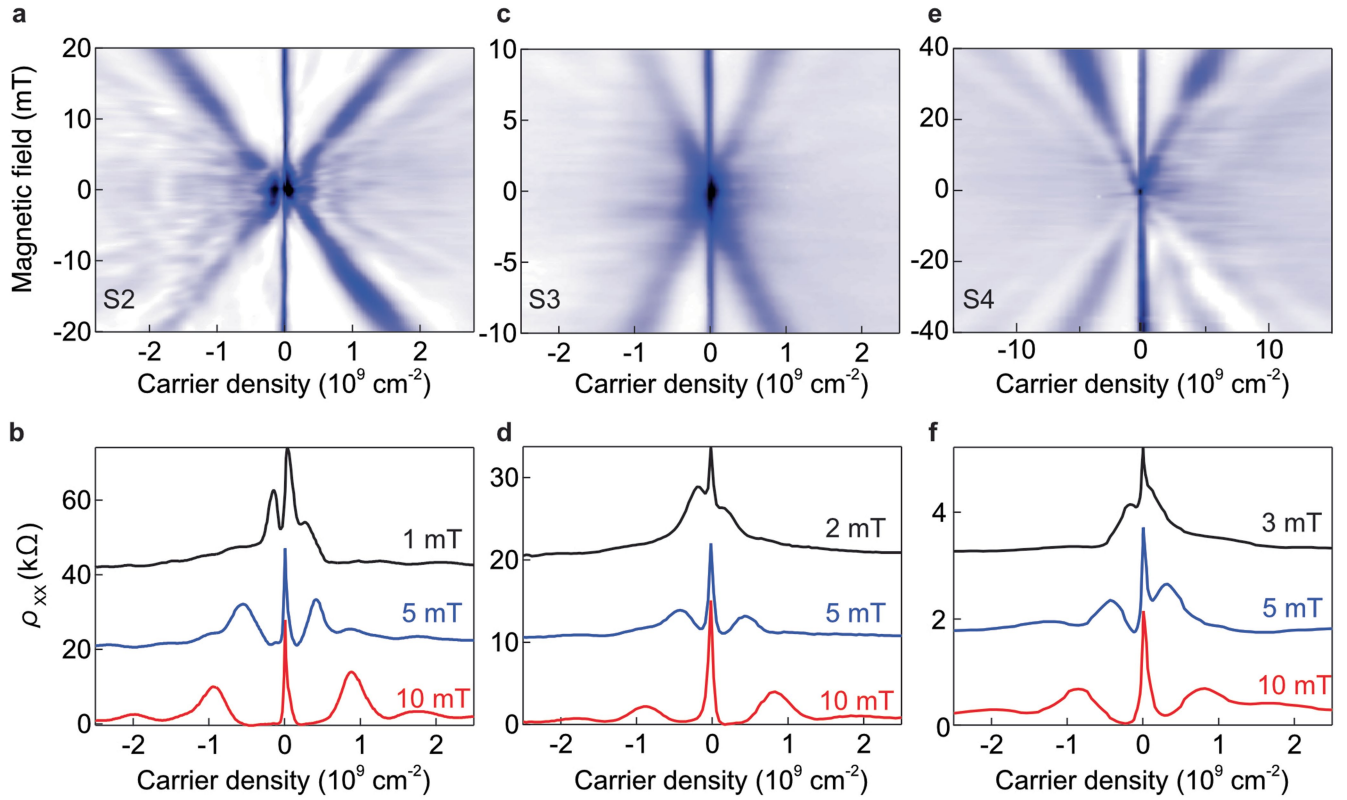 a
20
10
0
-10
-20
Magnetic field (mT)
S2
-2 -1 0 1 2
Carrier density (10⁹ cm⁻²)
c
10
5
0
-5
-10
S3
-2 -1 0 1 2
Carrier density (10⁹ cm⁻²)
e
40
20
0
-20
-40
S4
-10 0 10
Carrier density (10⁹ cm⁻²)
b
60
40
20
0
ρxx (kΩ)
1 mT
5 mT
10 mT
-2 -1 0 1 2
Carrier density (10⁹ cm⁻²)
d
30
20
10
0
2 mT
5 mT
10 mT
-2 -1 0 1 2
Carrier density (10⁹ cm⁻²)
f
4
2
0
3 mT
5 mT
10 mT
-2 -1 0 1 2
Carrier density (10⁹ cm⁻²)